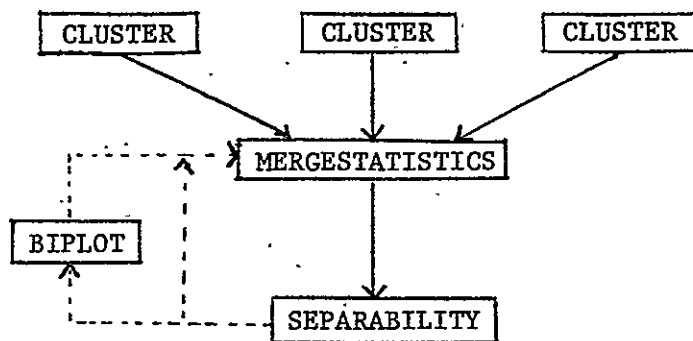 CLUSTER
CLUSTER
CLUSTER
MERGESTATISTICS
BIPLOT
SEPARABILITY